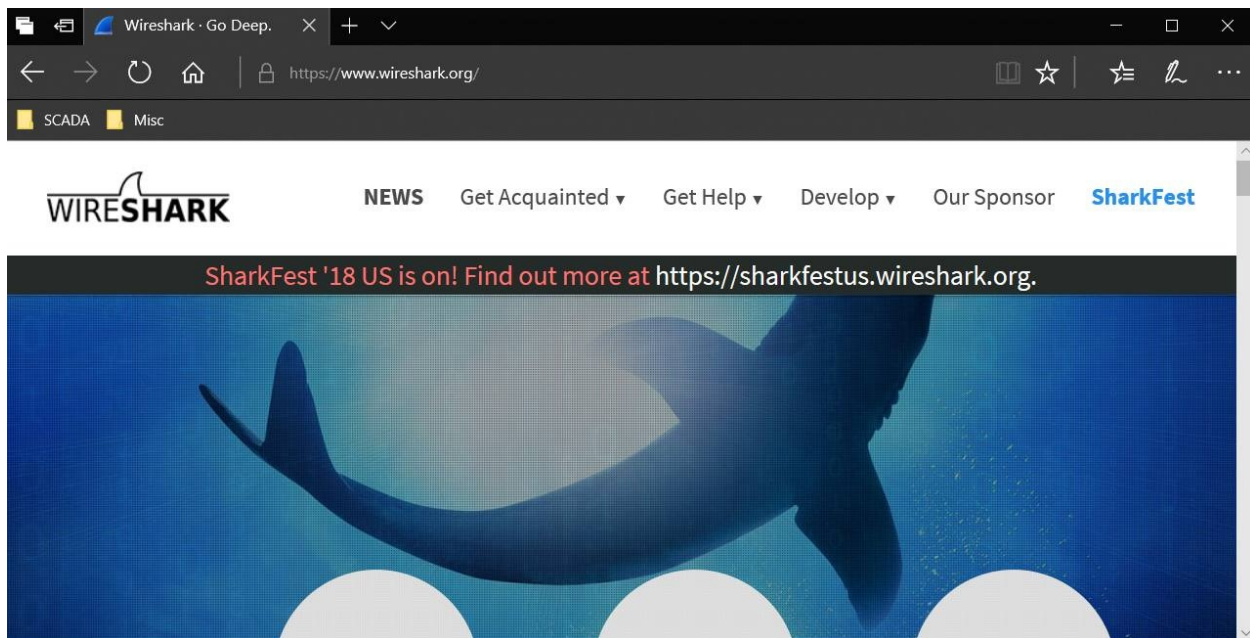 Wireshark · Go Deep.
https://www.wireshark.org/
SCADA Misc
WIRESHARK
NEWS Get Acquainted ▾ Get Help ▾ Develop ▾ Our Sponsor SharkFest
SharkFest '18 US is on! Find out more at https://sharkfestus.wireshark.org.